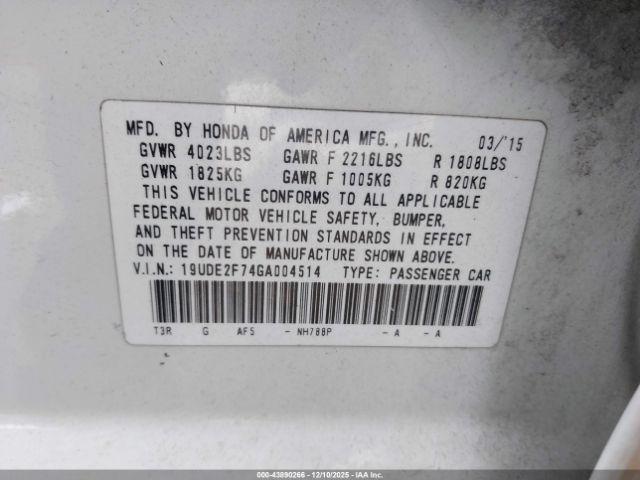 MFD. BY HONDA OF AMERICA MFG., INC. 03/'15
GVWR 4023LBS GAWR F 2216LBS R 1808LBS
GVWR 1825KG GAWR F 1005KG R 820KG
THIS VEHICLE CONFORMS TO ALL APPLICABLE
FEDERAL MOTOR VEHICLE SAFETY, BUMPER,
AND THEFT PREVENTION STANDARDS IN EFFECT
ON THE DATE OF MANUFACTURE SHOWN ABOVE.
V.I.N.: 19UDE2F74GA004514 TYPE: PASSENGER CAR
T3R G AF5 - NH788P - A - A
000-43890266 - 12/10/2025 - IAA Inc.